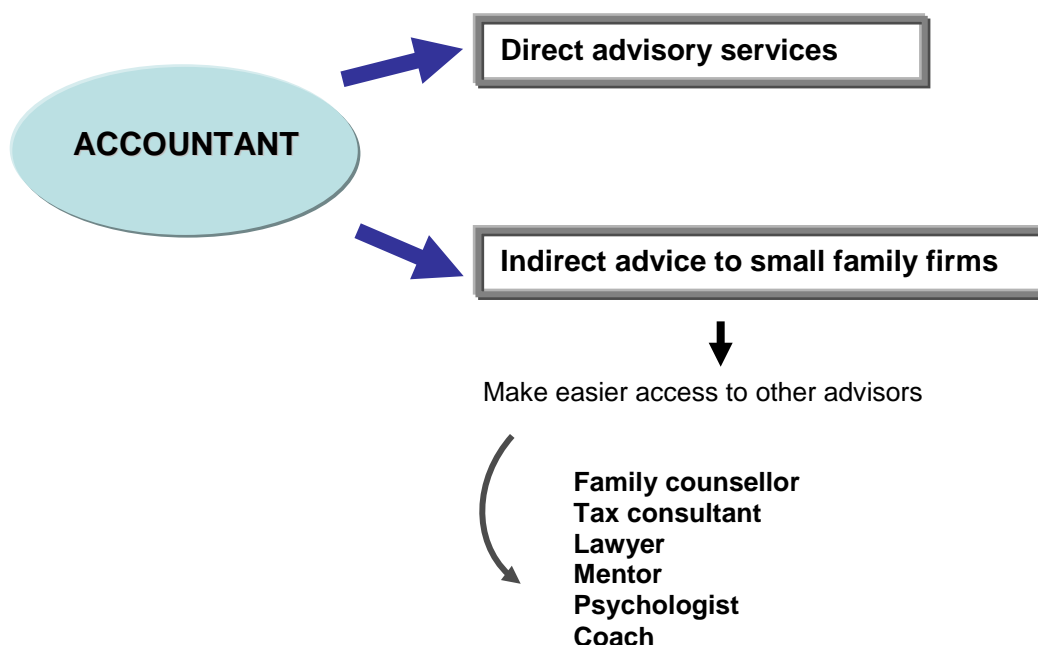 Direct advisory services
ACCOUNTANT
Indirect advice to small family firms
Make easier access to other advisors
Family counsellor
Tax consultant
Lawyer
Mentor
Psychologist
Coach